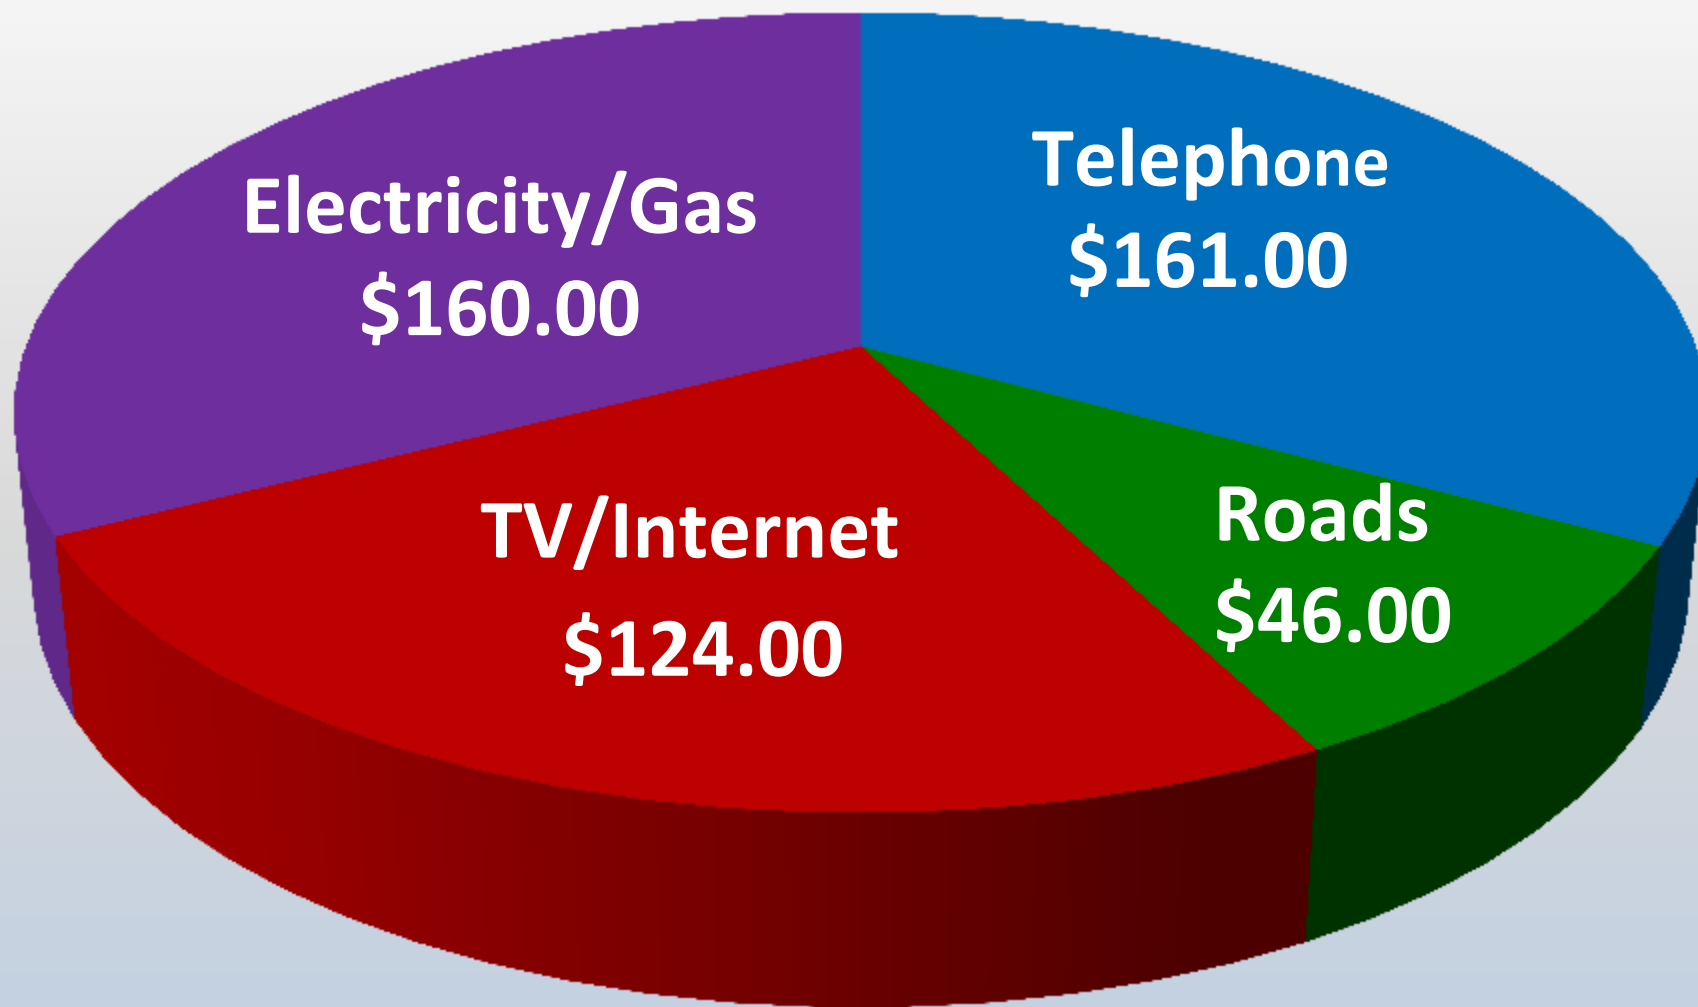 Telephone
$161.00
Electricity/Gas
$160.00
Roads
$46.00
TV/Internet
$124.00